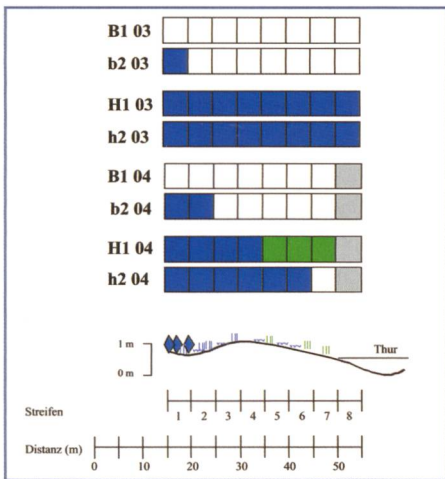 B1 03
b2 03
H1 03
h2 03
B1 04
b2 04
H1 04
h2 04
1 m
0 m
Thur
Streifen
1 2 3 4 5 6 7 8
Distanz (m)
0 10 20 30 40 50